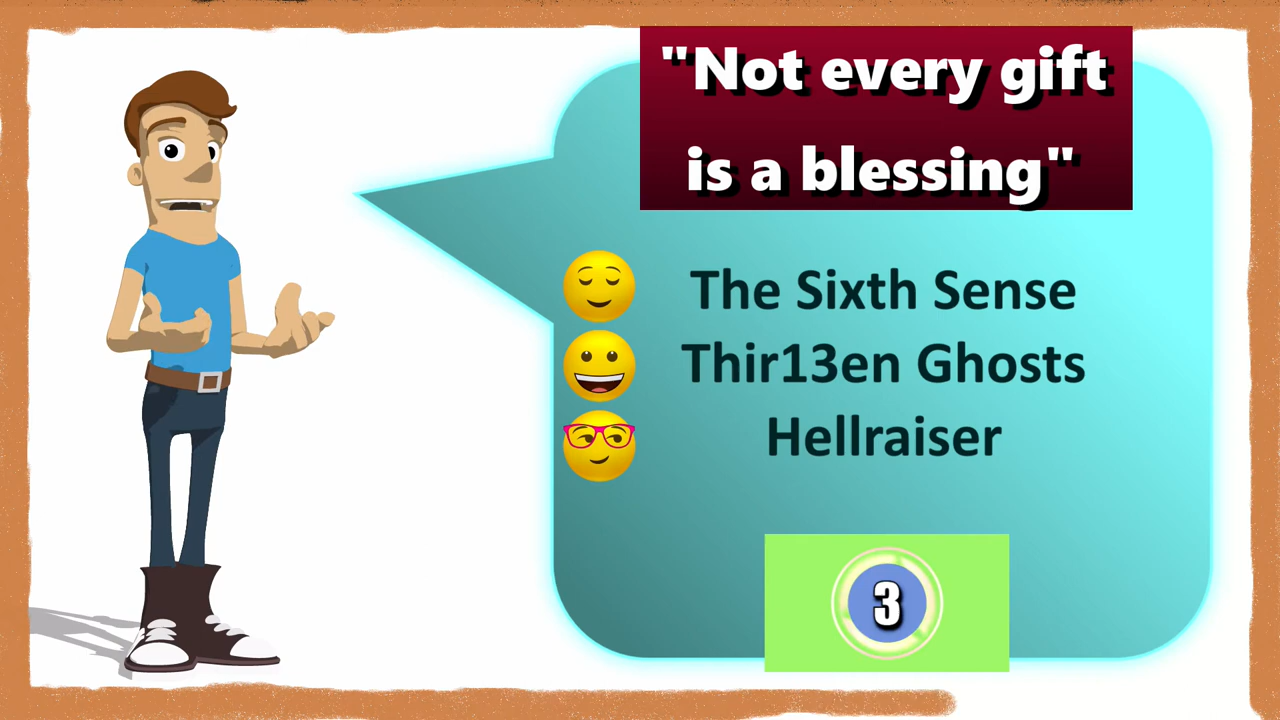 "Not every gift
is a blessing"
The Sixth Sense
Thir13en Ghosts
Hellraiser
3